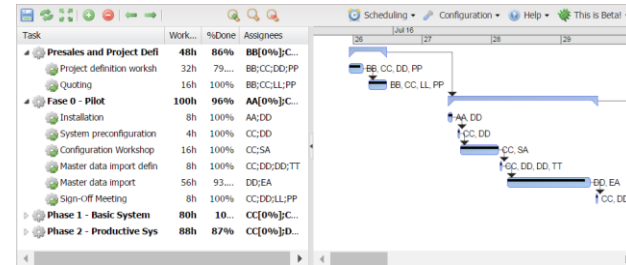 Scheduling Configuration Help This is Beta!
Task Work... %Done Assignees
Jul 16
26 27 28 29
Presales and Project Defi 48h 86% BB[0%];C...
Project definition worksh 32h 79.... BB;CC;DD;PP
BB, CC, DD, PP
Quoting 16h 100% BB;CC;LL;PP
BB, CC, LL, PP
Fase 0 - Pilot 100h 96% AA[0%];C...
Installation 8h 100% AA;DD
AA, DD
System preconfiguration 4h 100% CC;DD
CC, DD
Configuration Workshop 16h 100% CC;SA
CC, SA
Master data import defin 8h 100% CC;DD;DD;TT
CC, DD, DD, TT
Master data import 56h 93.... DD;EA
DD, EA
Sign-Off Meeting 8h 100% CC;DD;LL;PP
CC, DD
Phase 1 - Basic System 80h 10... CC[0%];C...
Phase 2 - Productive Sys 88h 87% CC[0%];D...